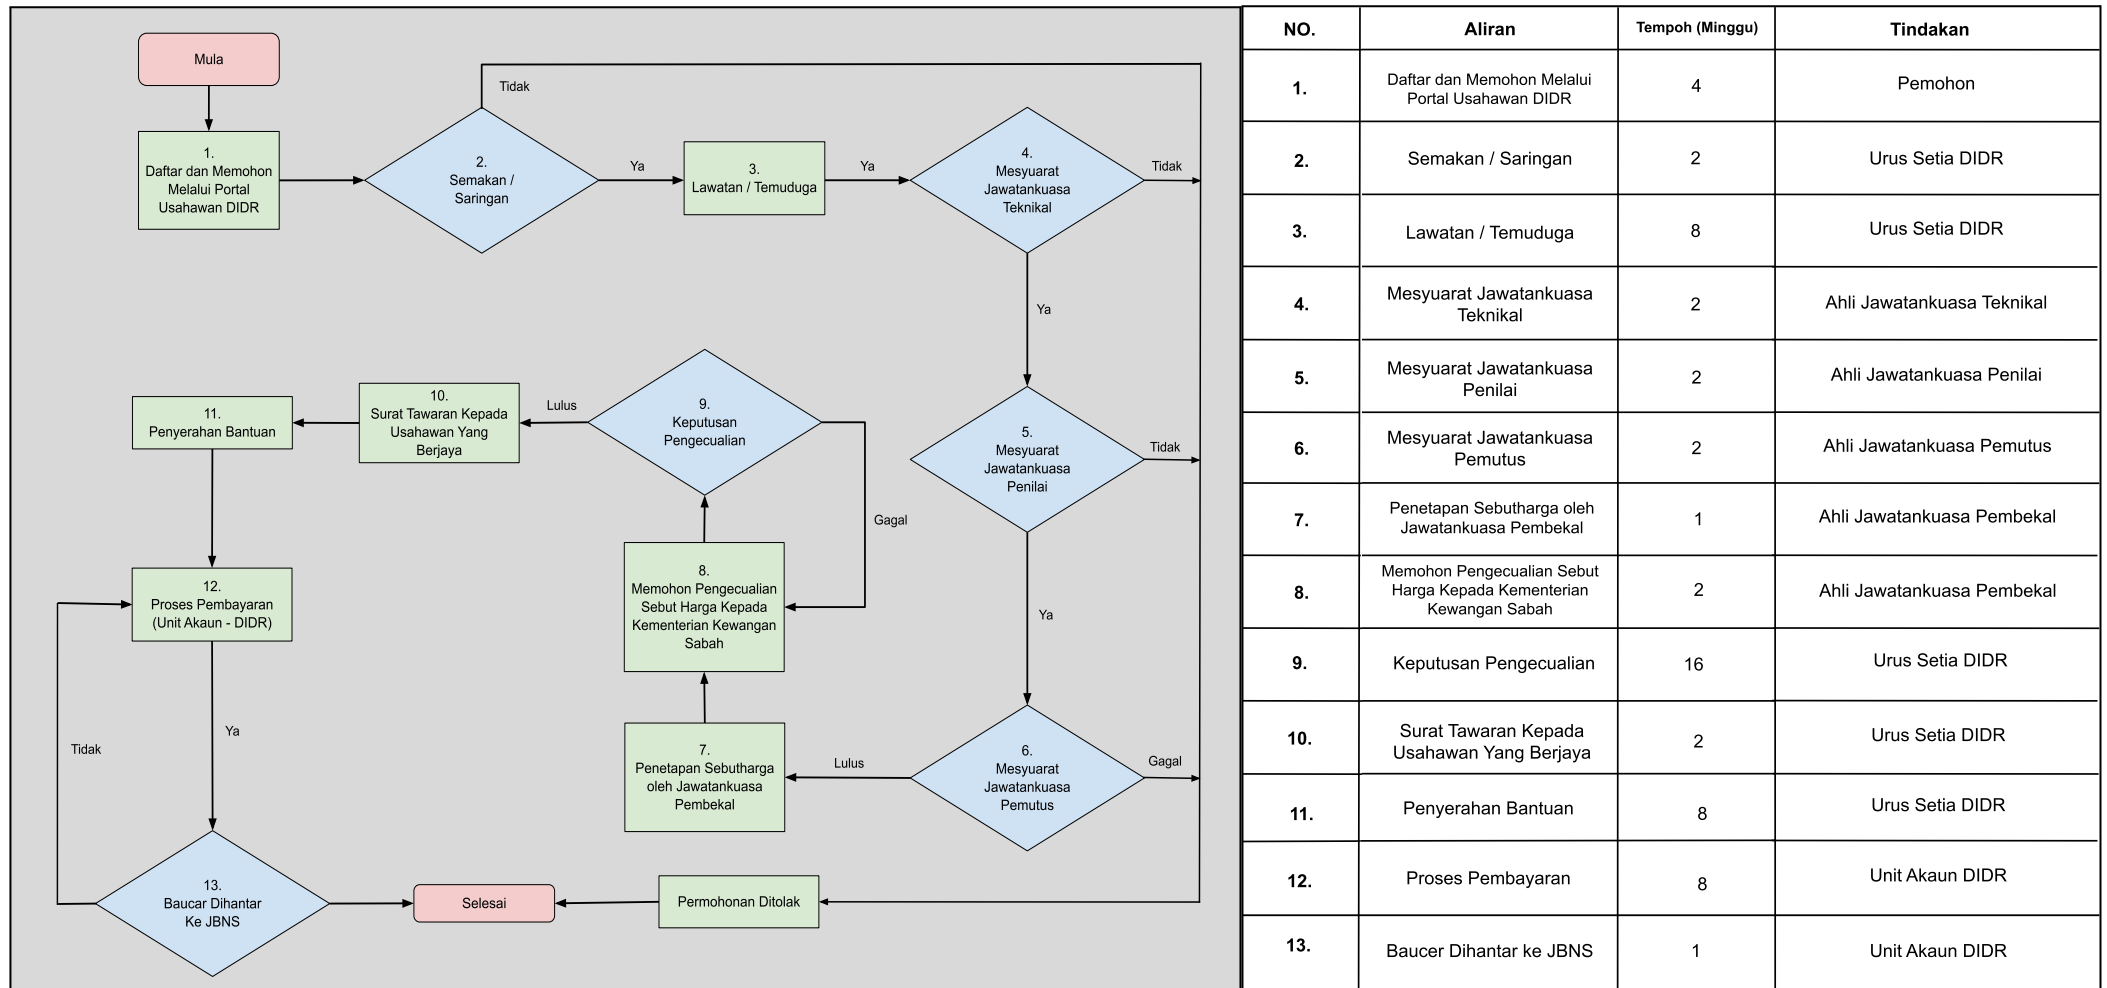 Mula
1.
Daftar dan Memohon
Melalui Portal
Usahawan DIDR
2.
Semakan /
Saringan
Tidak
Ya
3.
Lawatan / Temuduga
Ya
4.
Mesyuarat
Jawatankuasa
Teknikal
Tidak
Ya
5.
Mesyuarat
Jawatankuasa
Penilai
Tidak
Ya
6.
Mesyuarat
Jawatankuasa
Pemutus
Gagal
Lulus
7.
Penetapan Sebutharga
oleh Jawatankuasa
Pembekal
8.
Memohon Pengecualian
Sebut Harga Kepada
Kementerian Kewangan
Sabah
9.
Keputusan
Pengecualian
Gagal
Lulus
10.
Surat Tawaran Kepada
Usahawan Yang
Berjaya
11.
Penyerahan Bantuan
12.
Proses Pembayaran
(Unit Akaun - DIDR)
Ya
Tidak
13.
Baucar Dihantar
Ke JBNS
Selesai
Permohonan Ditolak
NO. Aliran Tempoh (Minggu) Tindakan
1. Daftar dan Memohon Melalui
Portal Usahawan DIDR 4 Pemohon
2. Semakan / Saringan 2 Urus Setia DIDR
3. Lawatan / Temuduga 8 Urus Setia DIDR
4. Mesyuarat Jawatankuasa
Teknikal 2 Ahli Jawatankuasa Teknikal
5. Mesyuarat Jawatankuasa
Penilai 2 Ahli Jawatankuasa Penilai
6. Mesyuarat Jawatankuasa
Pemutus 2 Ahli Jawatankuasa Pemutus
7. Penetapan Sebutharga oleh
Jawatankuasa Pembekal 1 Ahli Jawatankuasa Pembekal
8. Memohon Pengecualian Sebut
Harga Kepada Kementerian
Kewangan Sabah 2 Ahli Jawatankuasa Pembekal
9. Keputusan Pengecualian 16 Urus Setia DIDR
10. Surat Tawaran Kepada
Usahawan Yang Berjaya 2 Urus Setia DIDR
11. Penyerahan Bantuan 8 Urus Setia DIDR
12. Proses Pembayaran 8 Unit Akaun DIDR
13. Baucer Dihantar ke JBNS 1 Unit Akaun DIDR